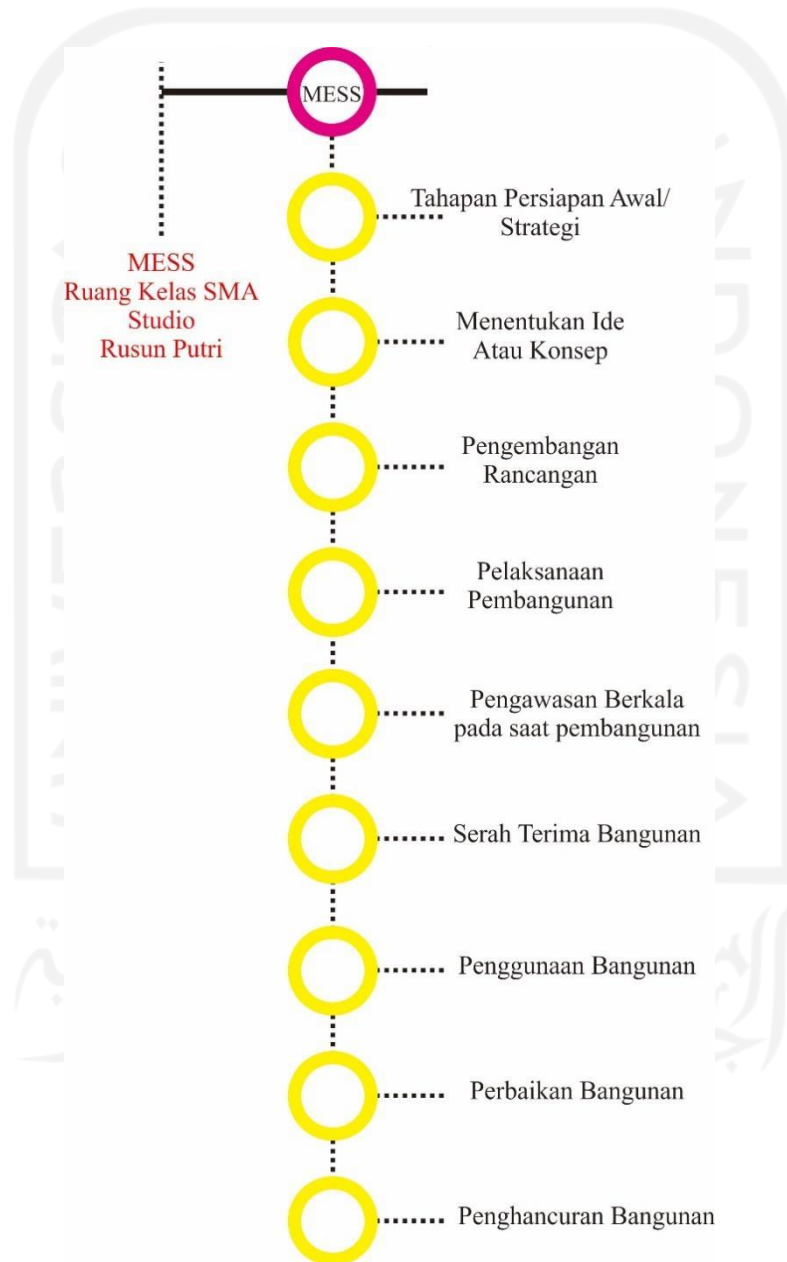 MESS
Tahapan Persiapan Awal/
Strategi
MESS
Ruang Kelas SMA
Studio
Rusun Putri
Menentukan Ide
Atau Konsep
Pengembangan
Rancangan
Pelaksanaan
Pembangunan
Pengawasan Berkala
pada saat pembangunan
Serah Terima Bangunan
Penggunaan Bangunan
Perbaikan Bangunan
Penghancuran Bangunan